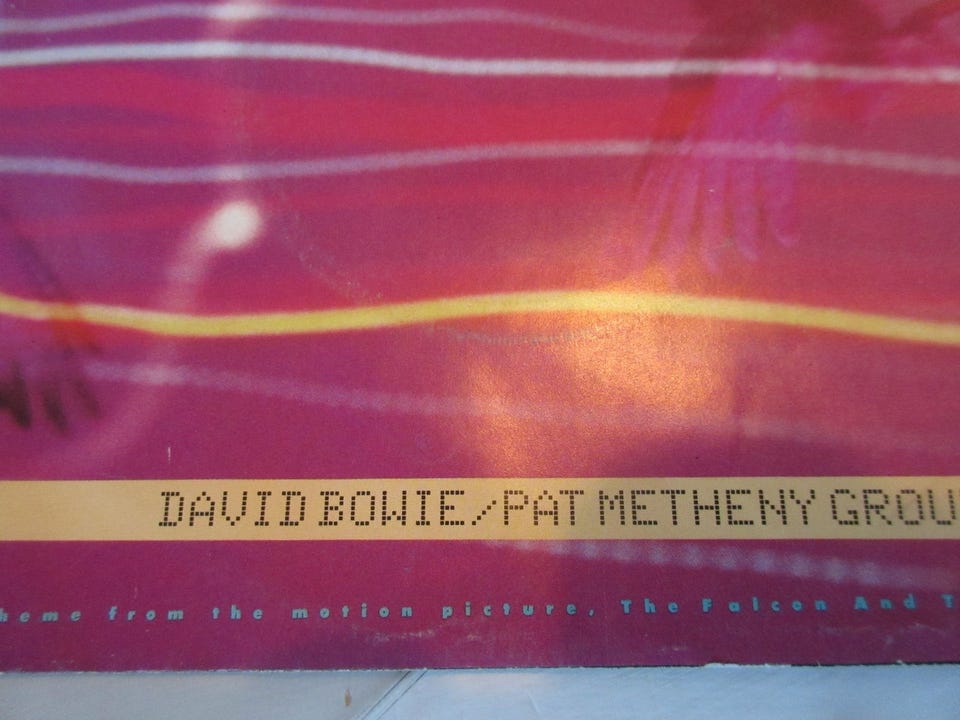 DAVID BOWIE/PAT METHENY GROU
heme from the motion picture, The Falcon And T